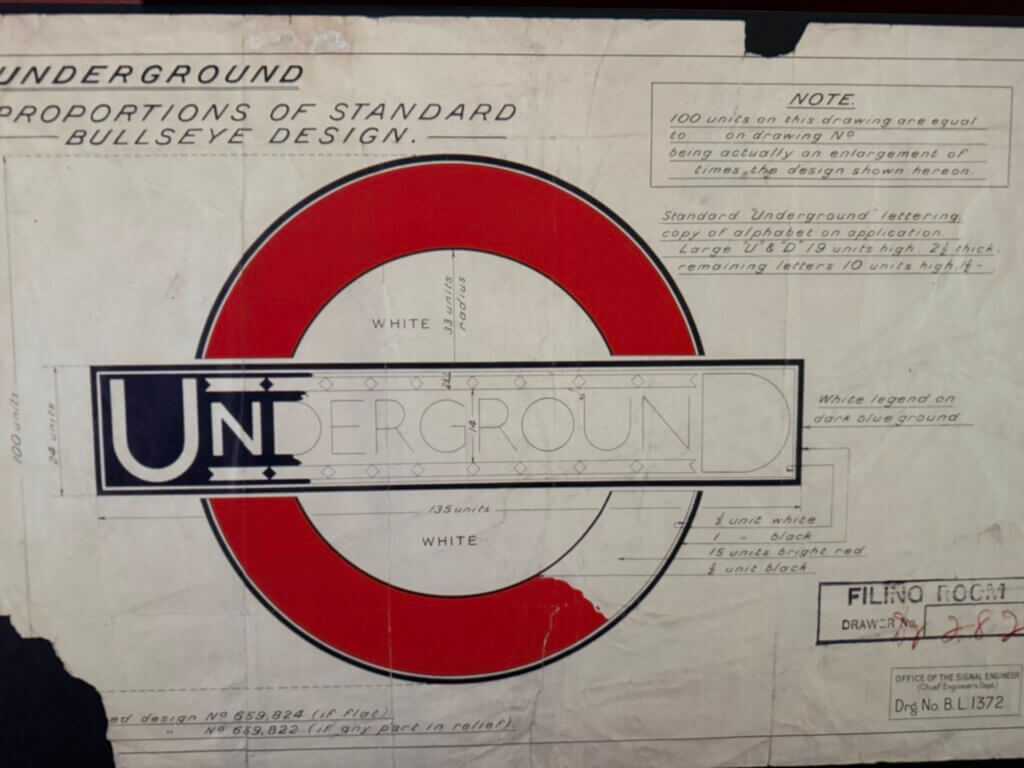 UNDERGROUND
PROPORTIONS OF STANDARD
BULLSEYE DESIGN.
NOTE.
100 units on this drawing are equal
to on drawing Nº
being actually an enlargement of
times the design shown hereon.
Standard "Underground" lettering
copy of alphabet on application.
Large "U" & "D" 19 units high. 2½ thick.
remaining letters 10 units high. "
WHITE
33 units
radius
UNDERGROUND
14
100 units
24 units
White legend on
dark blue ground.
135 units
WHITE
½ unit white
1 " black
15 units bright red
½ unit black.
FILING ROOM
DRAWER No. 282
OFFICE OF THE SIGNAL ENGINEER
(Chief Engineer's Dept.)
Drg No. B.L.1372.
ed design Nº 659,824 (if flat).
" Nº 659,822 (if any part in relief).